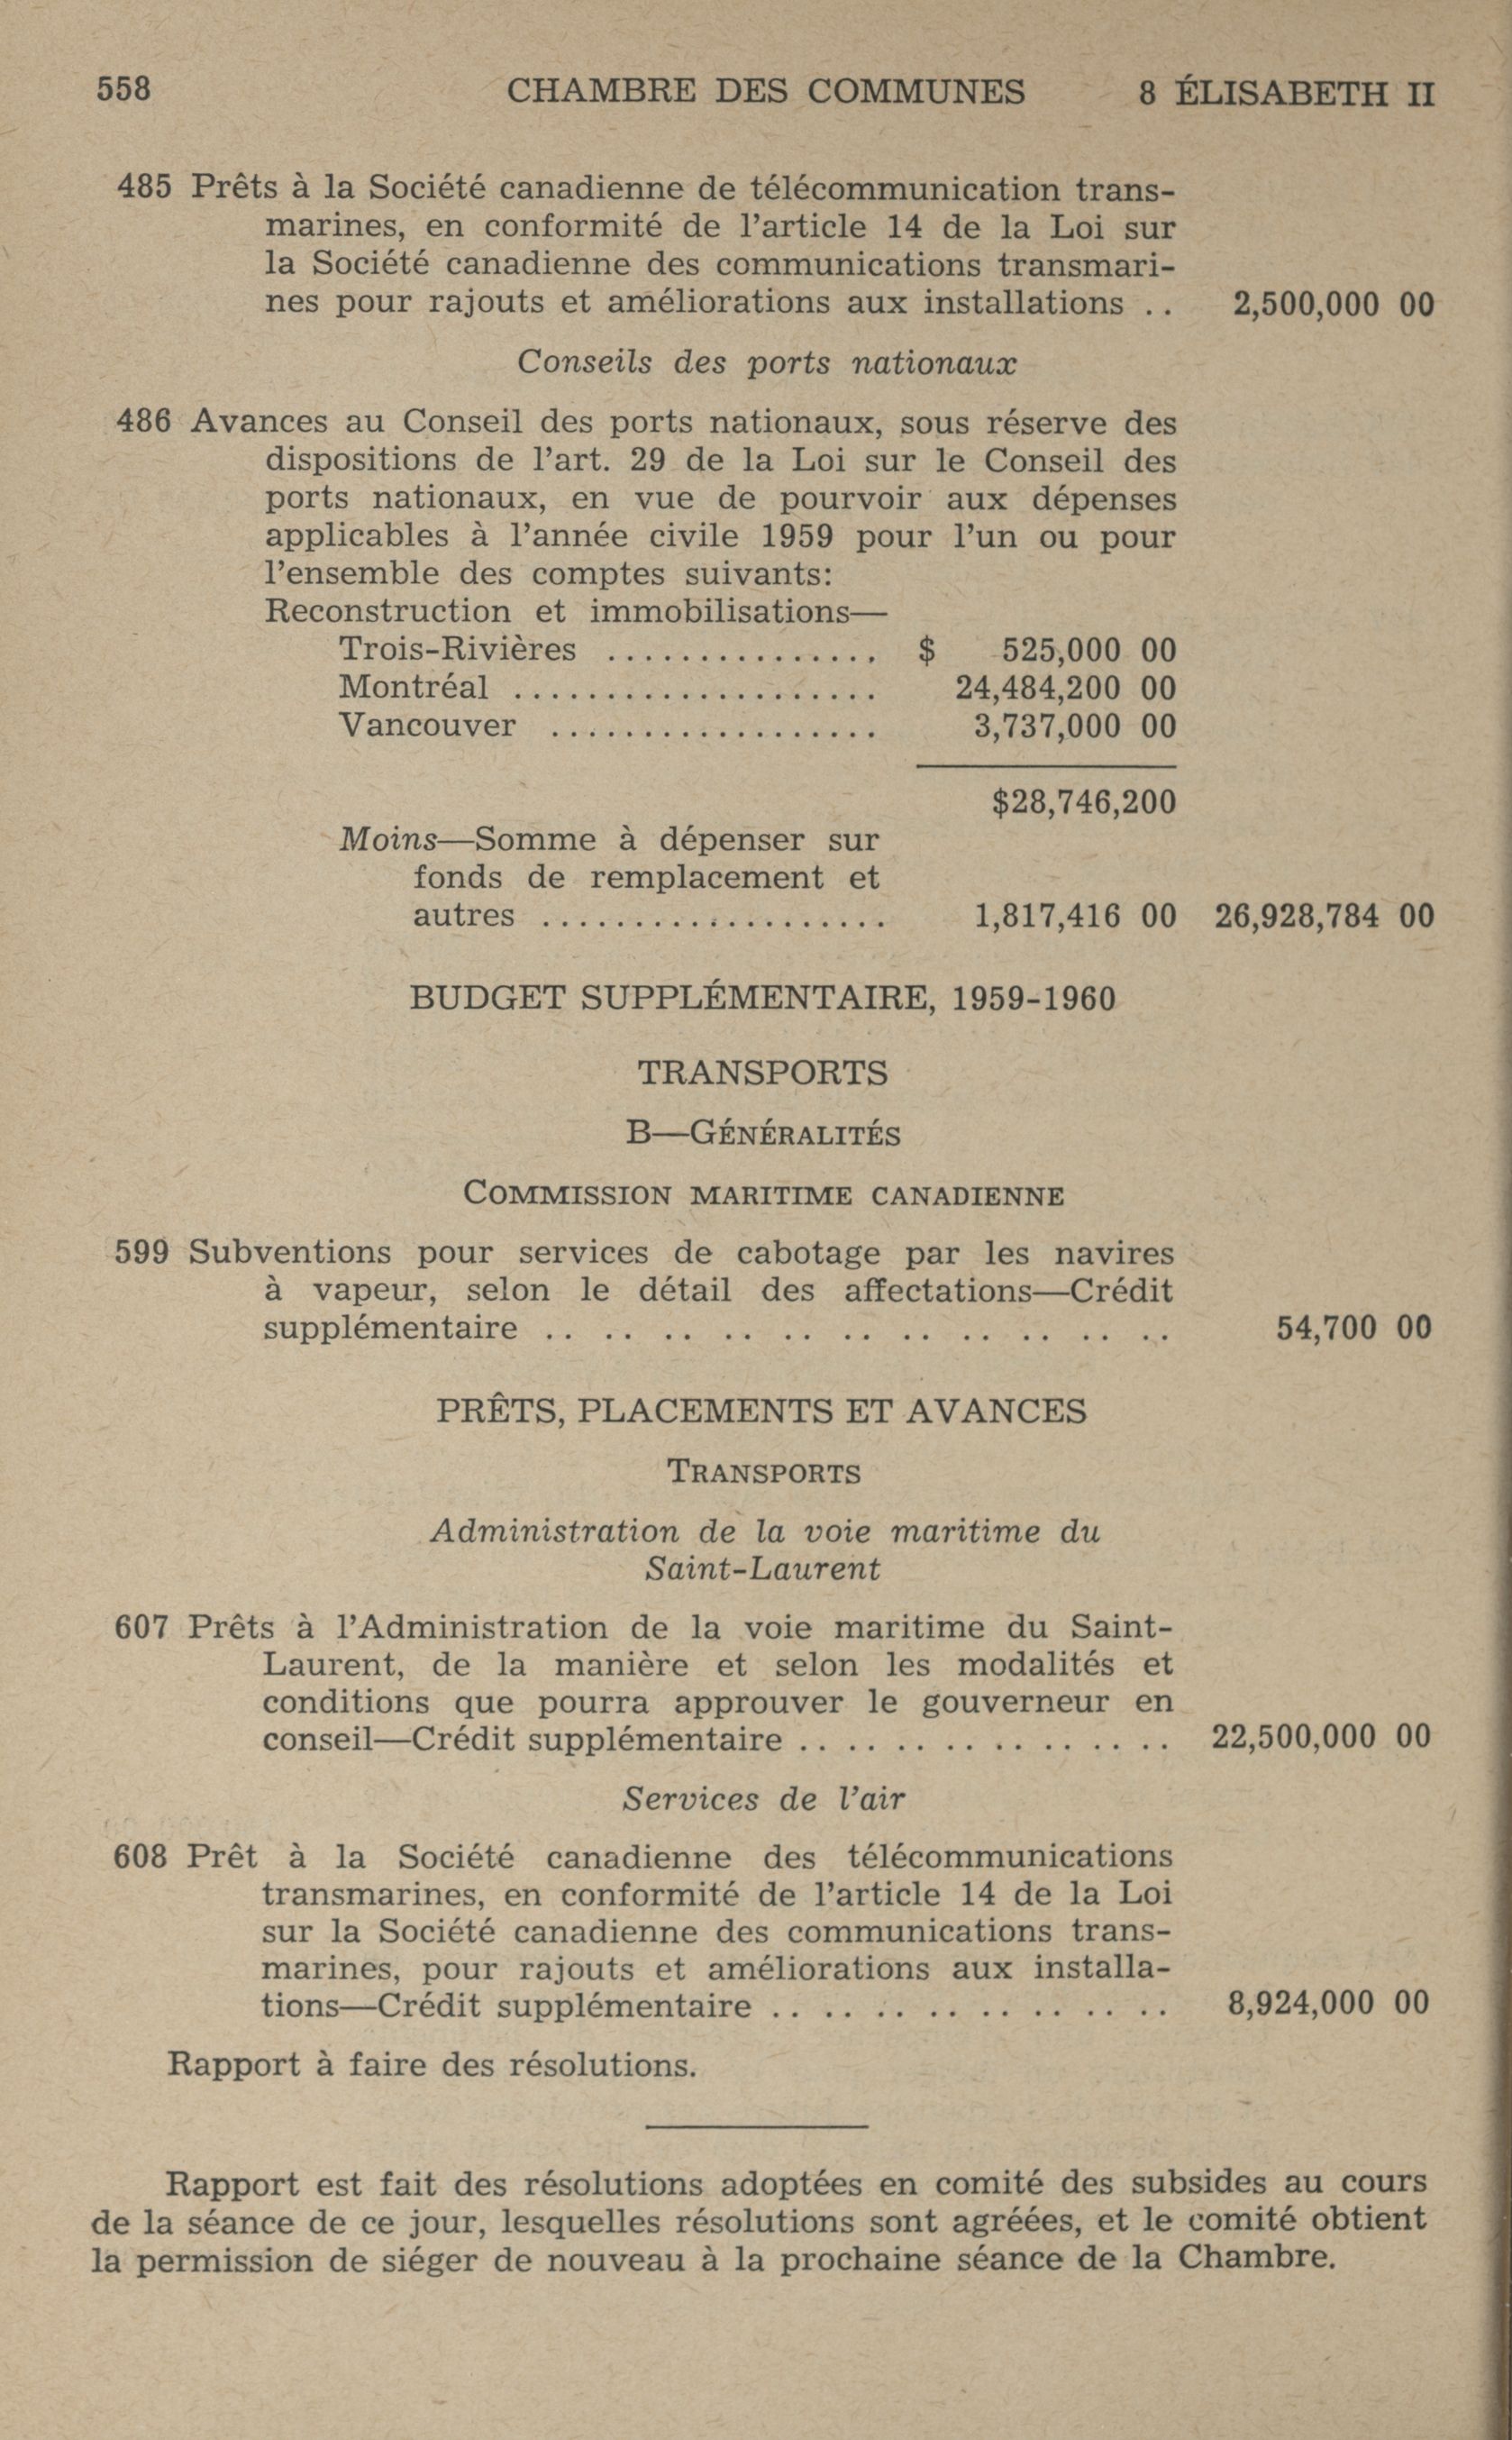 558 CHAMBRE DES COMMUNES 8 ÉLISABETH II
485 Prêts à la Société canadienne de télécommunication trans-
marines, en conformité de l'article 14 de la Loi sur
la Société canadienne des communications transmari-
nes pour rajouts et améliorations aux installations .. 2,500,000 00
Conseils des ports nationaux
486 Avances au Conseil des ports nationaux, sous réserve des
dispositions de l'art. 29 de la Loi sur le Conseil des
ports nationaux, en vue de pourvoir aux dépenses
applicables à l'année civile 1959 pour l'un ou pour
l'ensemble des comptes suivants:
Reconstruction et immobilisations—
Trois-Rivières ............... $ 525,000 00
Montréal .................... 24,484,200 00
Vancouver .................. 3,737,000 00
$28,746,200
Moins—Somme à dépenser sur
fonds de remplacement et
autres ................... 1,817,416 00 26,928,784 00
BUDGET SUPPLÉMENTAIRE, 1959-1960
TRANSPORTS
B—GÉNÉRALITÉS
COMMISSION MARITIME CANADIENNE
599 Subventions pour services de cabotage par les navires
à vapeur, selon le détail des affectations—Crédit
supplémentaire .. .. .. .. .. .. .. .. .. .. .. 54,700 00
PRÊTS, PLACEMENTS ET AVANCES
TRANSPORTS
Administration de la voie maritime du
Saint-Laurent
607 Prêts à l'Administration de la voie maritime du Saint-
Laurent, de la manière et selon les modalités et
conditions que pourra approuver le gouverneur en
conseil—Crédit supplémentaire .. .. .. .. .. .. .. .. 22,500,000 00
Services de l'air
608 Prêt à la Société canadienne des télécommunications
transmarines, en conformité de l'article 14 de la Loi
sur la Société canadienne des communications trans-
marines, pour rajouts et améliorations aux installa-
tions—Crédit supplémentaire .. .. .. .. .. .. .. .. 8,924,000 00
Rapport à faire des résolutions.
Rapport est fait des résolutions adoptées en comité des subsides au cours
de la séance de ce jour, lesquelles résolutions sont agréées, et le comité obtient
la permission de siéger de nouveau à la prochaine séance de la Chambre.